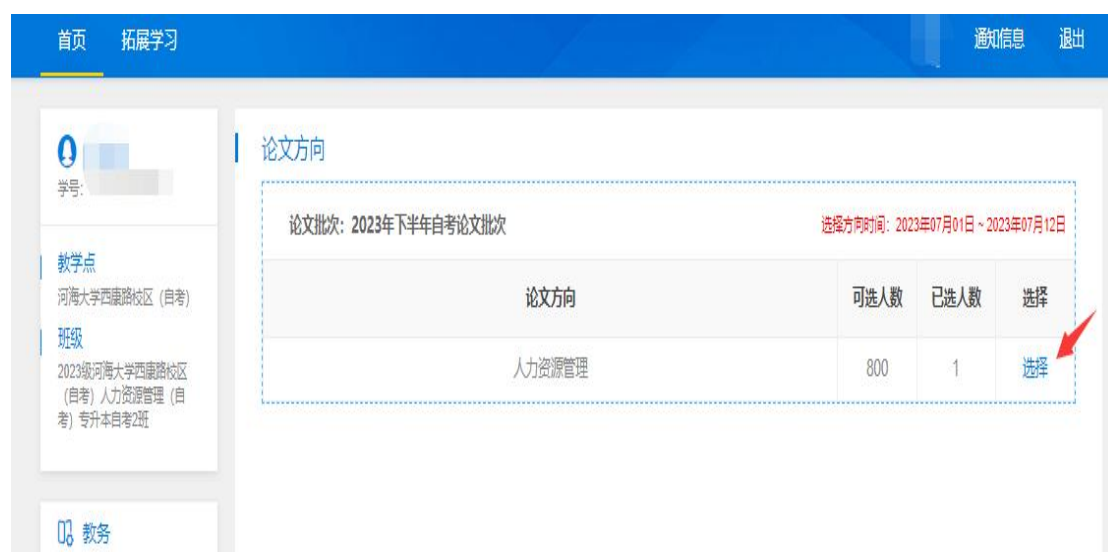 首页 拓展学习 通知信息 退出
学号:
教学点
河海大学西康路校区（自考）
班级
2023级河海大学西康路校区
（自考）人力资源管理（自
考）专升本自考2班
教务
论文方向
论文批次：2023年下半年自考论文批次 选择方向时间：2023年07月01日 ~ 2023年07月12日
论文方向 可选人数 已选人数 选择
人力资源管理 800 1 选择